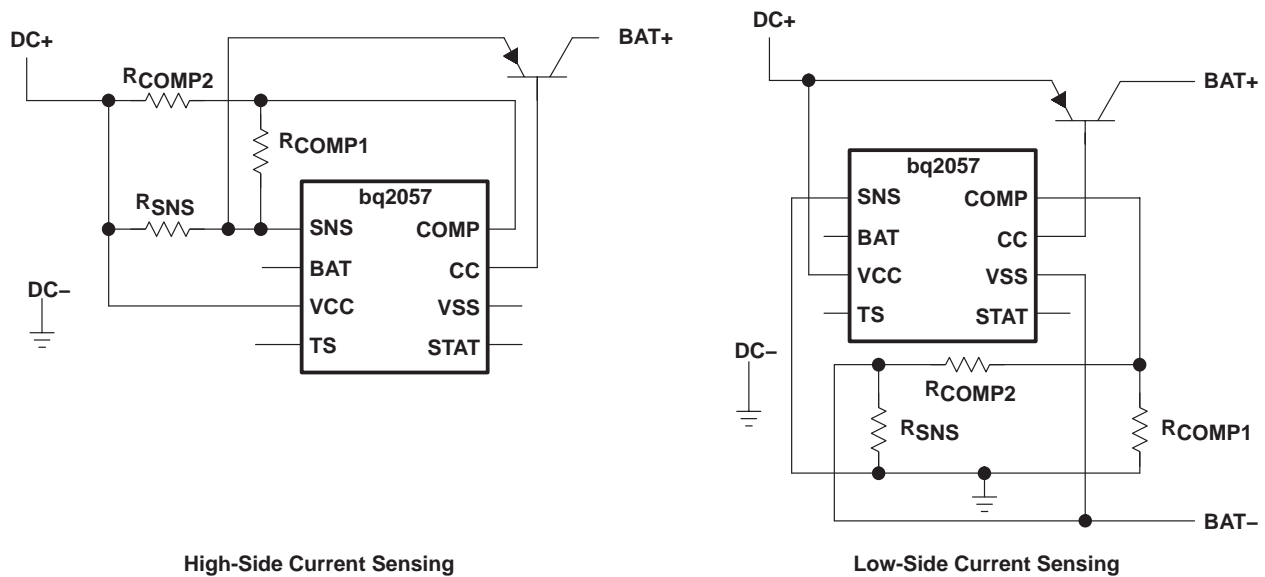 DC+
BAT+
RCOMP2
RCOMP1
RSNS
bq2057
SNS
COMP
BAT
CC
DC–
VCC
VSS
TS
STAT
High-Side Current Sensing
DC+
BAT+
bq2057
SNS
COMP
BAT
CC
VCC
VSS
TS
STAT
DC–
RCOMP2
RSNS
RCOMP1
BAT–
Low-Side Current Sensing